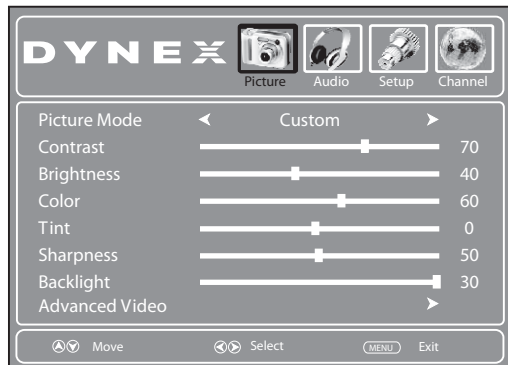 DYNEX
Picture Audio Setup Channel
Picture Mode Custom
Contrast 70
Brightness 40
Color 60
Tint 0
Sharpness 50
Backlight 30
Advanced Video
Move Select MENU Exit